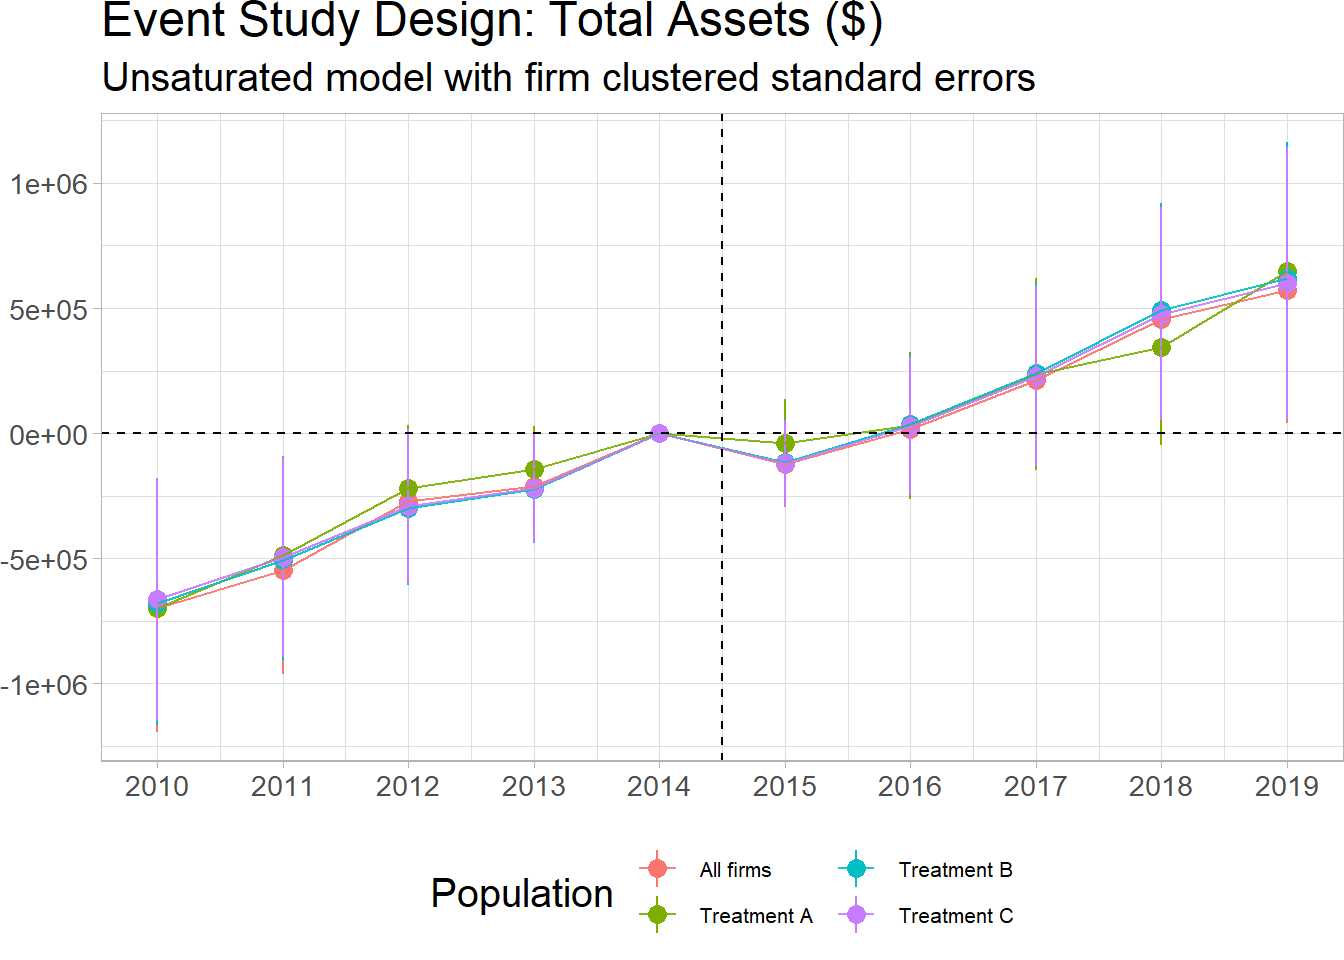 Event Study Design: Total Assets ($)
Unsaturated model with firm clustered standard errors
1e+06
5e+05
0e+00
-5e+05
-1e+06
2010 2011 2012 2013 2014 2015 2016 2017 2018 2019
Population
All firms
Treatment A
Treatment B
Treatment C